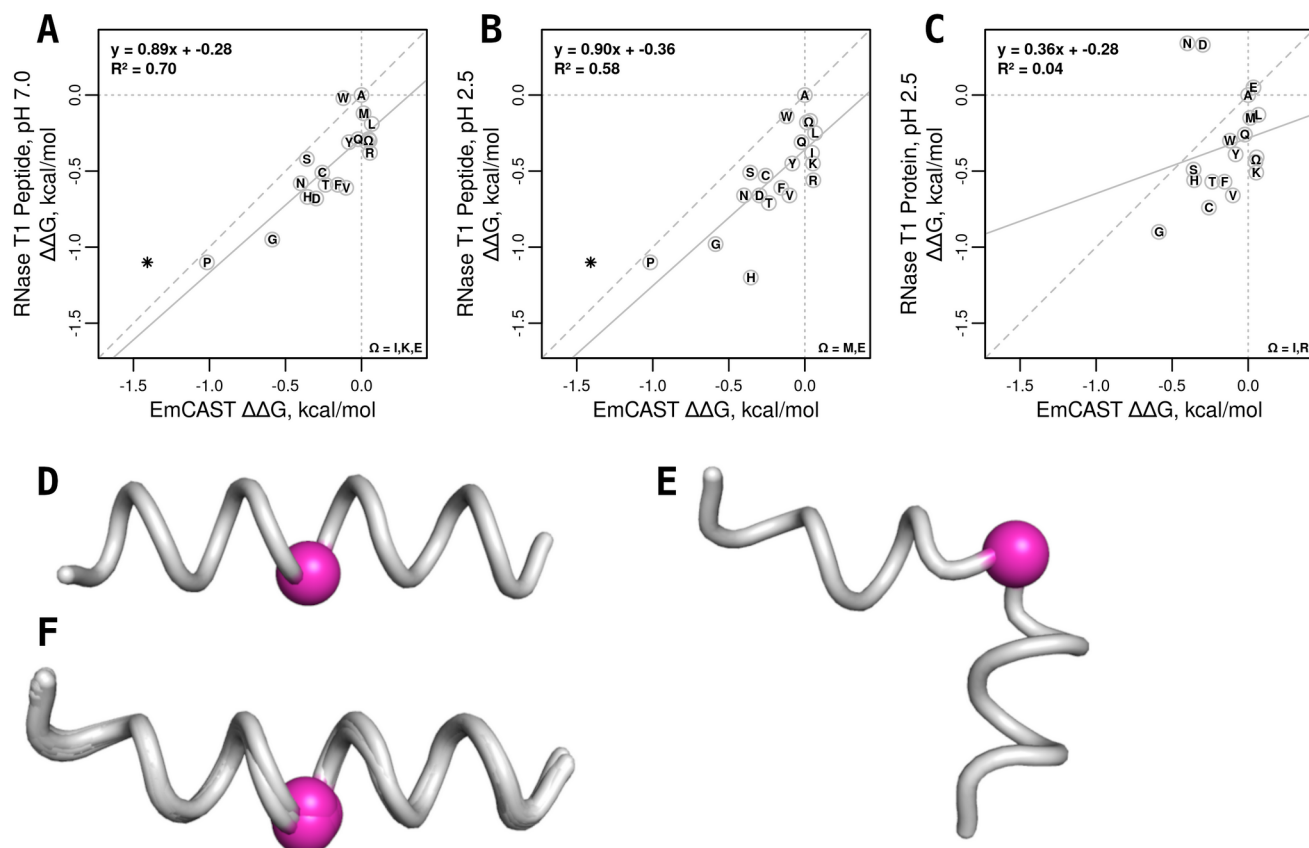 A
y = 0.89x + -0.28
R² = 0.70
RNase T1 Peptide, pH 7.0
ΔΔG, kcal/mol
0.0
-0.5
-1.0
-1.5
W
A
M
L
Y
Q
Ω
R
S
C
N
T
F
V
H
D
G
P
*
Ω = I,K,E
-1.5
-1.0
-0.5
0.0
EmCAST ΔΔG, kcal/mol
B
y = 0.90x + -0.36
R² = 0.58
RNase T1 Peptide, pH 2.5
ΔΔG, kcal/mol
0.0
-0.5
-1.0
-1.5
A
W
Ω
L
Q
I
Y
K
S
C
R
F
N
D
V
T
G
P
H
*
Ω = M,E
-1.5
-1.0
-0.5
0.0
EmCAST ΔΔG, kcal/mol
C
y = 0.36x + -0.28
R² = 0.04
RNase T1 Protein, pH 2.5
ΔΔG, kcal/mol
0.0
-0.5
-1.0
-1.5
N
D
E
A
M
L
Q
W
Y
Ω
S
K
H
T
F
V
C
G
Ω = I,R
-1.5
-1.0
-0.5
0.0
EmCAST ΔΔG, kcal/mol
D
E
F